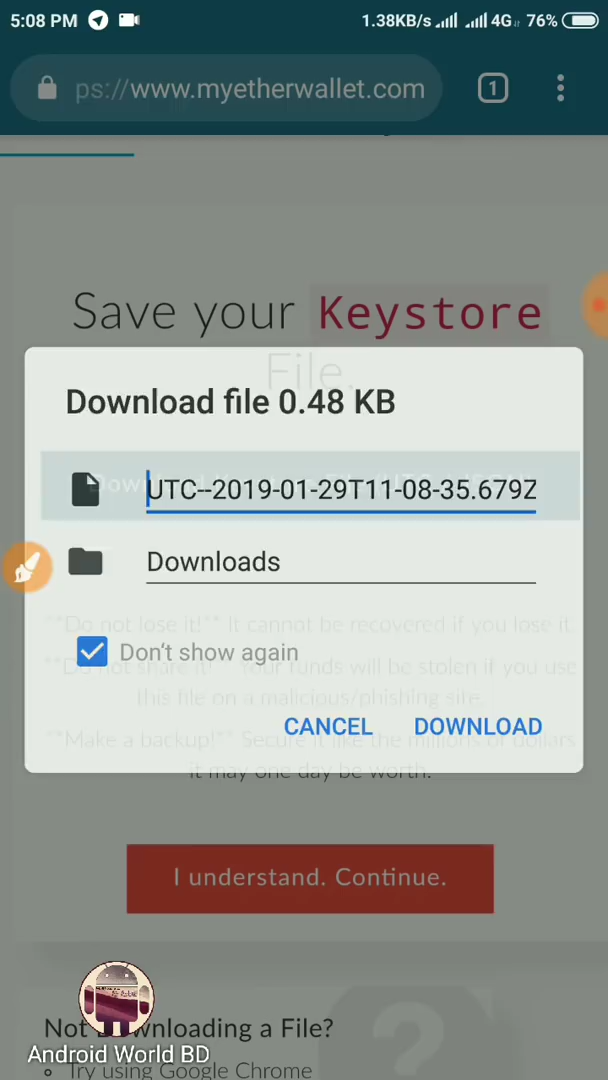 5:08 PM 1.38KB/s 4G 76%
ps://www.myetherwallet.com 1
Save your Keystore
File.
Download file 0.48 KB
UTC--2019-01-29T11-08-35.679Z
Downloads
**Do not lose it!** It cannot be recovered if you lose it.
Don't show again
**Do not share it!** Your funds will be stolen if you use
this file on a malicious/phishing site.
CANCEL DOWNLOAD
**Make a backup!** Secure it like the millions of dollars
it may one day be worth.
I understand. Continue.
Not Downloading a File?
Android World BD
Try using Google Chrome